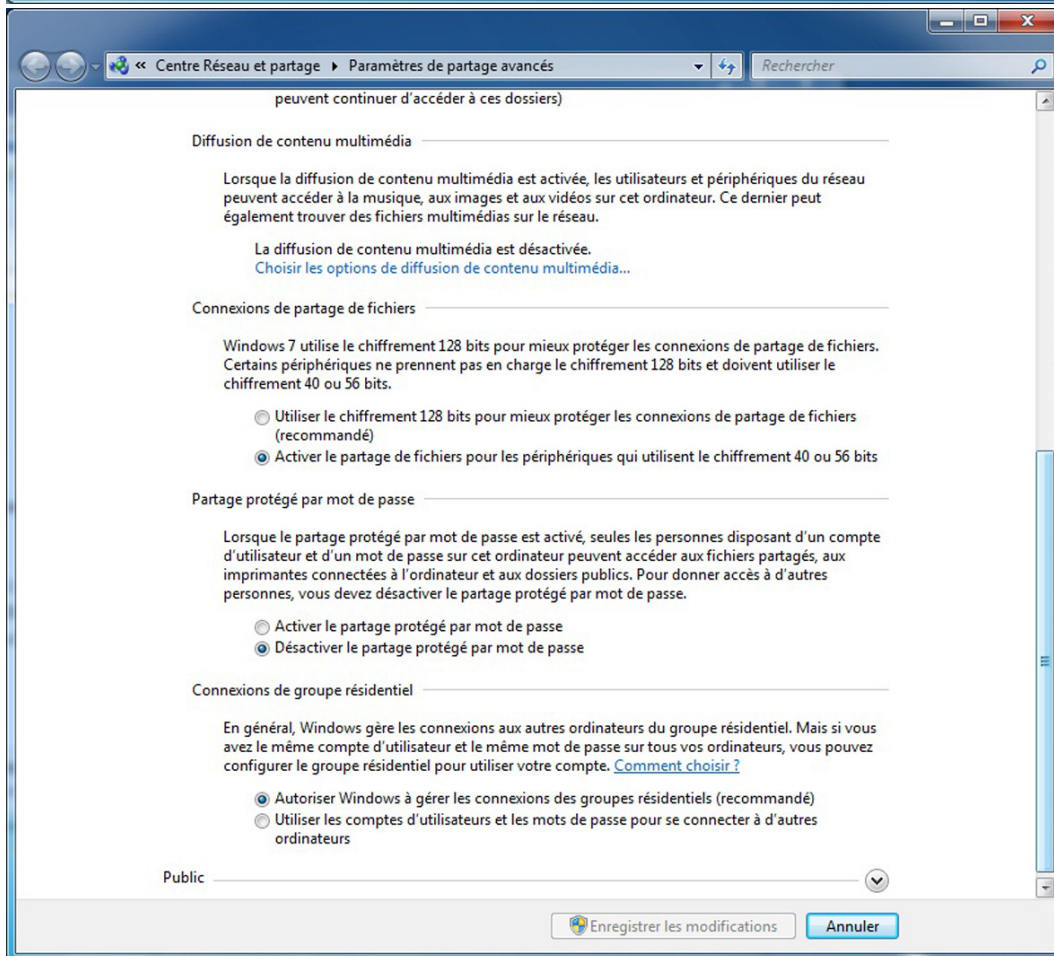 « Centre Réseau et partage ▸ Paramètres de partage avancés
Rechercher
peuvent continuer d'accéder à ces dossiers)
Diffusion de contenu multimédia
Lorsque la diffusion de contenu multimédia est activée, les utilisateurs et périphériques du réseau
peuvent accéder à la musique, aux images et aux vidéos sur cet ordinateur. Ce dernier peut
également trouver des fichiers multimédias sur le réseau.
La diffusion de contenu multimédia est désactivée.
Choisir les options de diffusion de contenu multimédia...
Connexions de partage de fichiers
Windows 7 utilise le chiffrement 128 bits pour mieux protéger les connexions de partage de fichiers.
Certains périphériques ne prennent pas en charge le chiffrement 128 bits et doivent utiliser le
chiffrement 40 ou 56 bits.
Utiliser le chiffrement 128 bits pour mieux protéger les connexions de partage de fichiers
(recommandé)
Activer le partage de fichiers pour les périphériques qui utilisent le chiffrement 40 ou 56 bits
Partage protégé par mot de passe
Lorsque le partage protégé par mot de passe est activé, seules les personnes disposant d'un compte
d'utilisateur et d'un mot de passe sur cet ordinateur peuvent accéder aux fichiers partagés, aux
imprimantes connectées à l'ordinateur et aux dossiers publics. Pour donner accès à d'autres
personnes, vous devez désactiver le partage protégé par mot de passe.
Activer le partage protégé par mot de passe
Désactiver le partage protégé par mot de passe
Connexions de groupe résidentiel
En général, Windows gère les connexions aux autres ordinateurs du groupe résidentiel. Mais si vous
avez le même compte d'utilisateur et le même mot de passe sur tous vos ordinateurs, vous pouvez
configurer le groupe résidentiel pour utiliser votre compte. Comment choisir ?
Autoriser Windows à gérer les connexions des groupes résidentiels (recommandé)
Utiliser les comptes d'utilisateurs et les mots de passe pour se connecter à d'autres
ordinateurs
Public
Enregistrer les modifications
Annuler